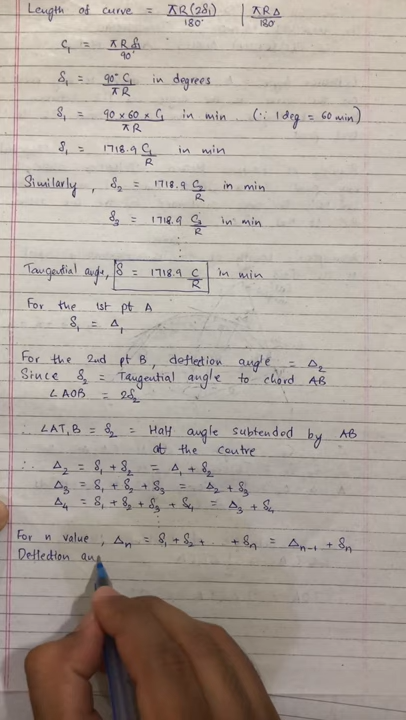 Length of curve = πR(2δ₁)/180° | πRΔ/180°
C₁ = πRδ₁/90°
δ₁ = 90°C₁/πR in degrees
δ₁ = 90 × 60 × C₁/πR in min (∵ 1 deg = 60 min)
δ₁ = 1718.9 C₁/R in min
Similarly, δ₂ = 1718.9 C₂/R in min
δ₃ = 1718.9 C₃/R in min
⋮
Tangential angle, δ = 1718.9 C/R in min
For the 1st pt A
δ₁ = Δ₁
For the 2nd pt B, deflection angle = Δ₂
Since δ₂ = Tangential angle to chord AB
∠AOB = 2δ₂
∴ ∠AT₁B = δ₂ = Half angle subtended by AB
at the centre
∴ Δ₂ = δ₁ + δ₂ = Δ₁ + δ₂
Δ₃ = δ₁ + δ₂ + δ₃ = Δ₂ + δ₃
Δ₄ = δ₁ + δ₂ + δ₃ + δ₄ = Δ₃ + δ₄
⋮
For n value, Δₙ = δ₁ + δ₂ + . . + δₙ = Δₙ₋₁ + δₙ
Deflection an